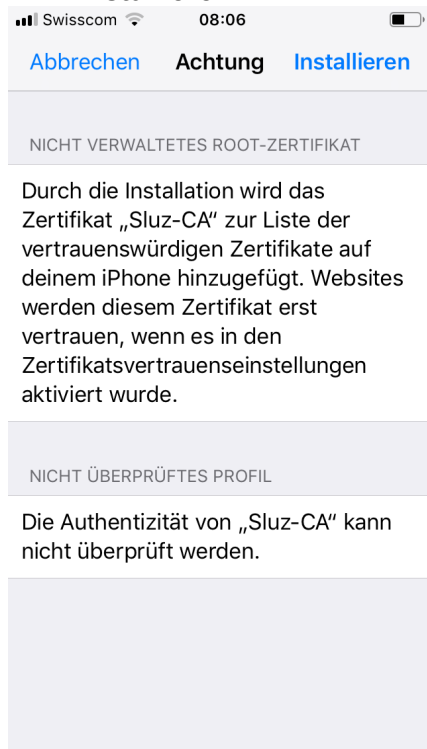 Swisscom 08:06
Abbrechen Achtung Installieren
NICHT VERWALTETES ROOT-ZERTIFIKAT
Durch die Installation wird das
Zertifikat „Sluz-CA“ zur Liste der
vertrauenswürdigen Zertifikate auf
deinem iPhone hinzugefügt. Websites
werden diesem Zertifikat erst
vertrauen, wenn es in den
Zertifikatsvertrauenseinstellungen
aktiviert wurde.
NICHT ÜBERPRÜFTES PROFIL
Die Authentizität von „Sluz-CA“ kann
nicht überprüft werden.